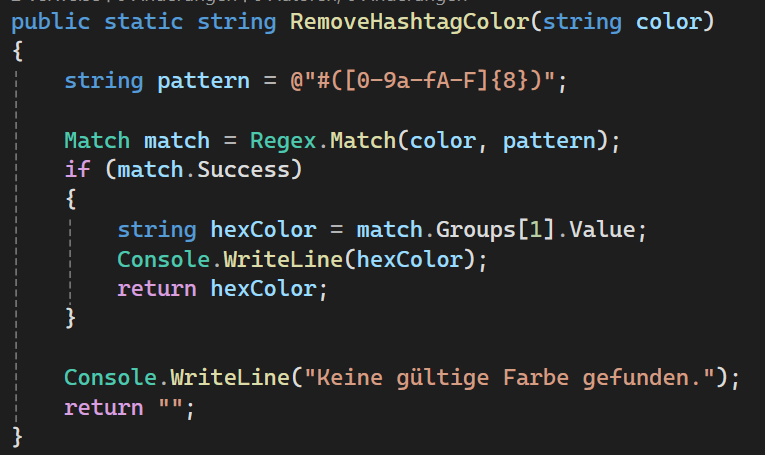 public static string RemoveHashtagColor(string color)
{
string pattern = @"#([0-9a-fA-F]{8})";
Match match = Regex.Match(color, pattern);
if (match.Success)
{
string hexColor = match.Groups[1].Value;
Console.WriteLine(hexColor);
return hexColor;
}
Console.WriteLine("Keine gültige Farbe gefunden.");
return "";
}